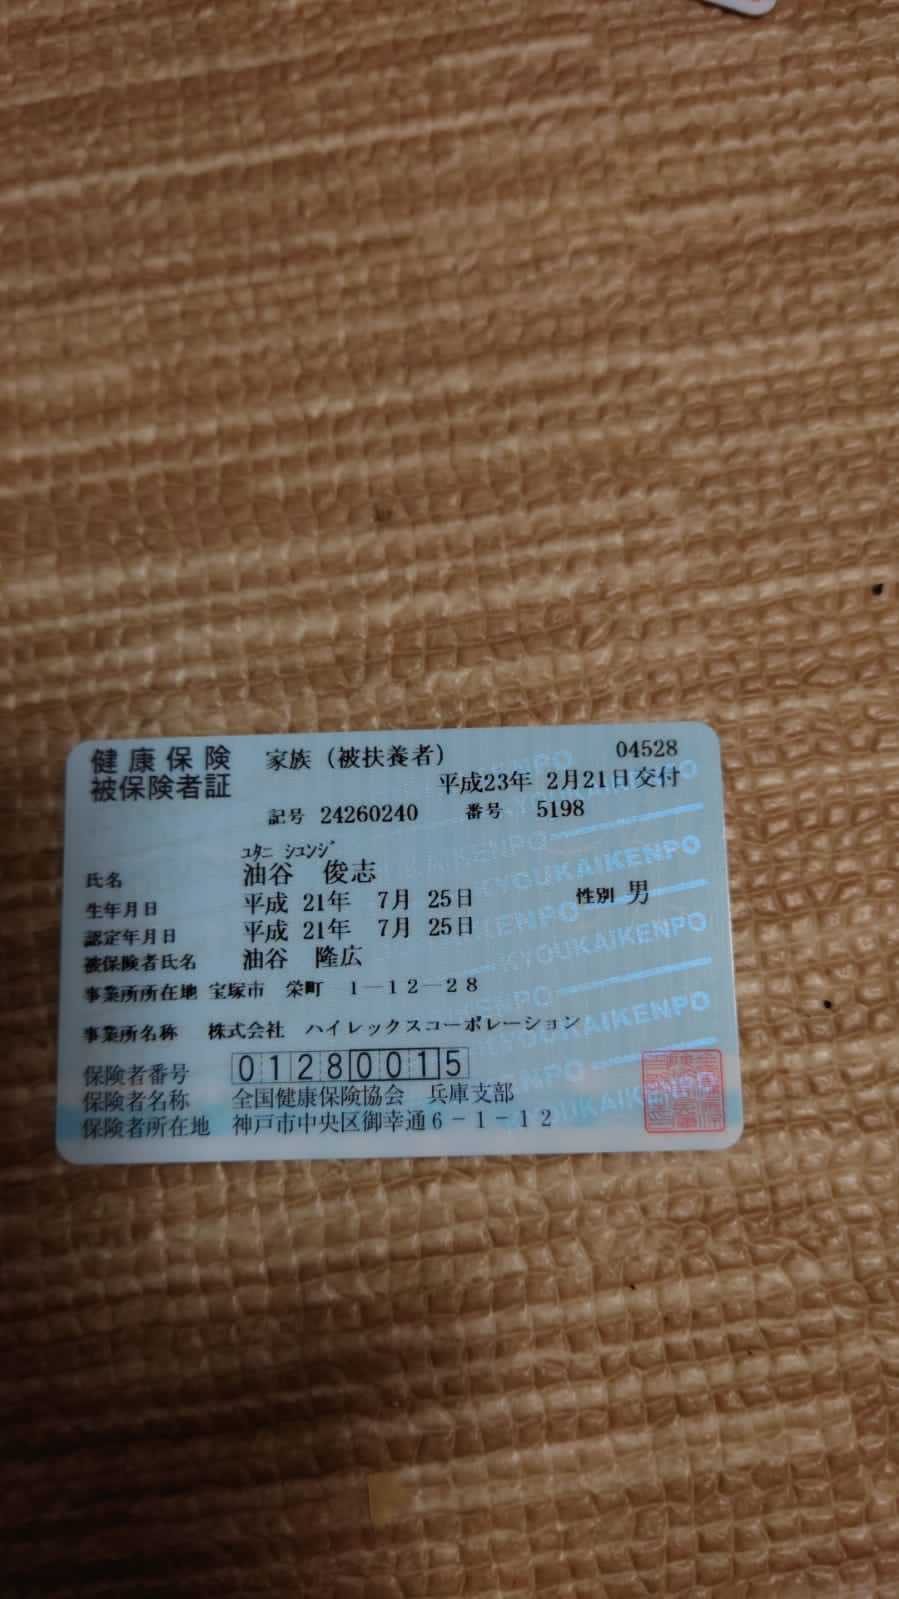 健康保険 家族（被扶養者） 04528
被保険者証 平成23年 2月21日交付
記号 24260240 番号 5198
ﾕﾀﾆ ｼﾕﾝｼﾞ
氏名 油谷 俊志
生年月日 平成 21年 7月 25日 性別 男
認定年月日 平成 21年 7月 25日
被保険者氏名 油谷 隆広
事業所所在地 宝塚市 栄町 1－12－28
事業所名称 株式会社 ハイレックスコーポレーション
保険者番号 01280015
保険者名称 全国健康保険協会 兵庫支部
保険者所在地 神戸市中央区御幸通6－1－12
KYOUKAIKENPO
KYOUKAIKENPO
KYOUKAIKENPO
KYOUKAIKENPO